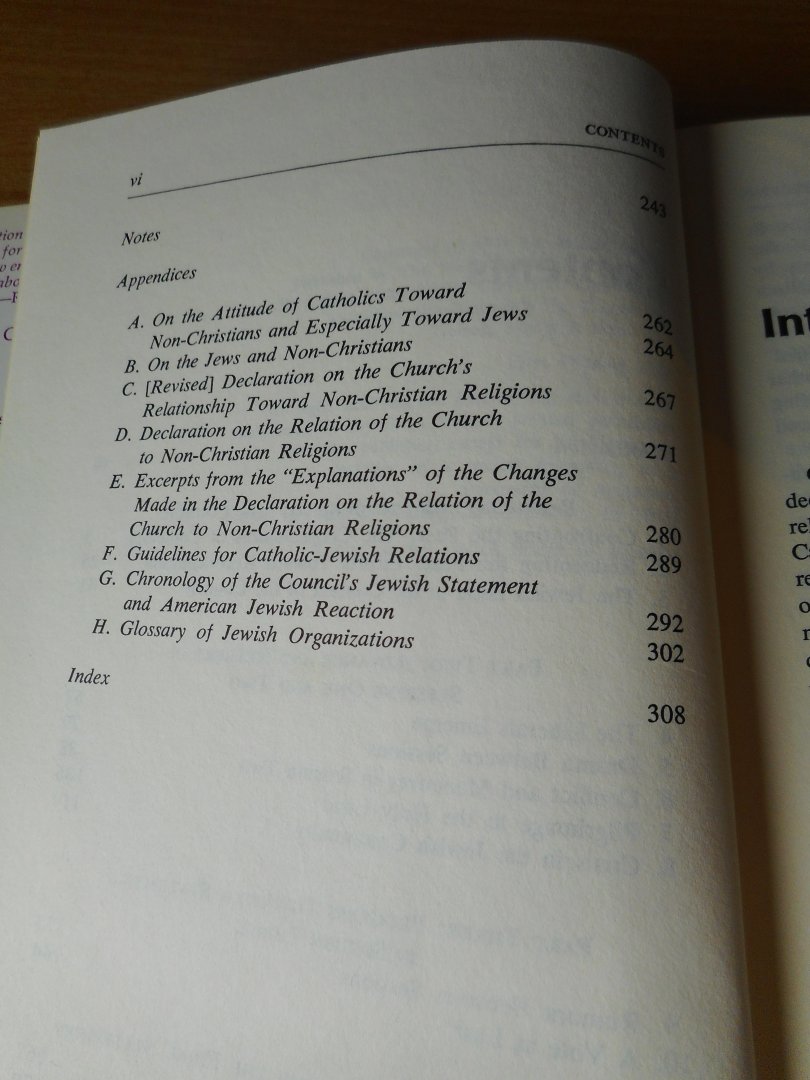 CONTENTS
vi
Notes 243
Appendices
A. On the Attitude of Catholics Toward
Non-Christians and Especially Toward Jews 262
B. On the Jews and Non-Christians 264
C. [Revised] Declaration on the Church's
Relationship Toward Non-Christian Religions 267
D. Declaration on the Relation of the Church
to Non-Christian Religions 271
E. Excerpts from the “Explanations” of the Changes
Made in the Declaration on the Relation of the
Church to Non-Christian Religions 280
F. Guidelines for Catholic-Jewish Relations 289
G. Chronology of the Council's Jewish Statement
and American Jewish Reaction 292
H. Glossary of Jewish Organizations 302
Index 308